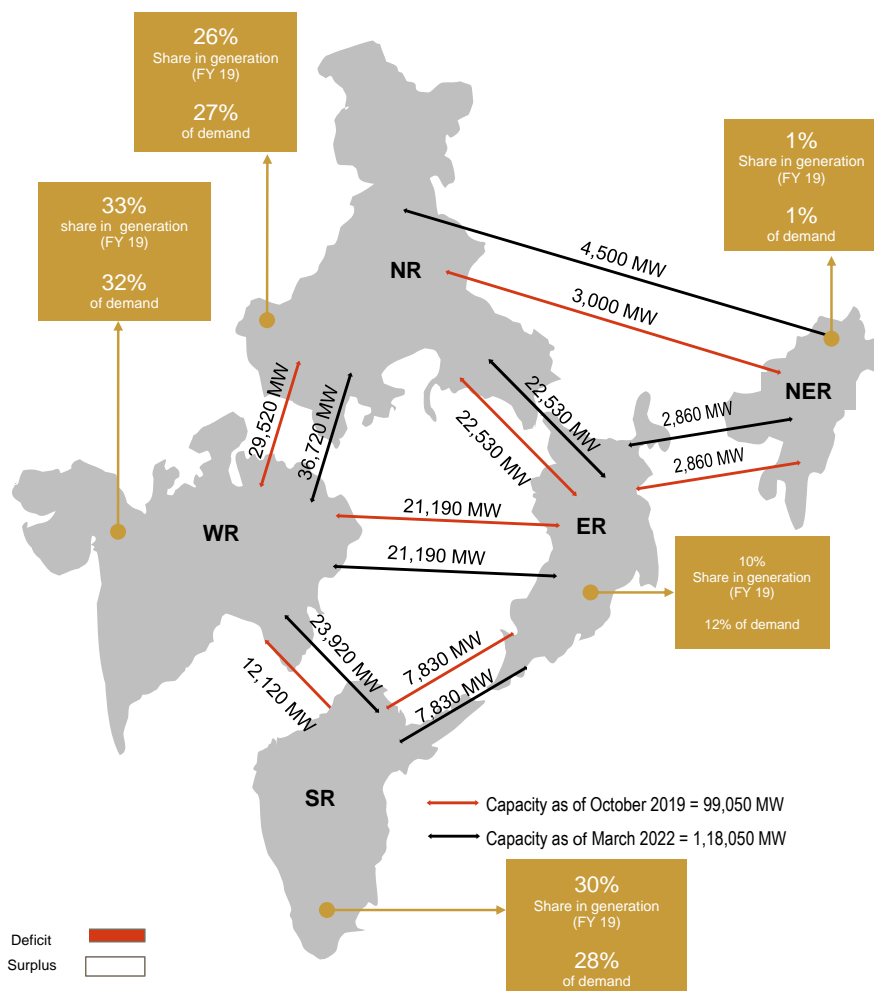 26%
Share in generation
(FY 19)
27%
of demand
33%
share in generation
(FY 19)
32%
of demand
1%
Share in generation
(FY 19)
1%
of demand
4,500 MW
3,000 MW
NR
NER
29,520 MW
36,720 MW
22,530 MW
22,530 MW
2,860 MW
2,860 MW
21,190 MW
WR
ER
21,190 MW
10%
Share in generation
(FY 19)
12% of demand
23,920 MW
12,120 MW
7,830 MW
7,830 MW
SR
Capacity as of October 2019 = 99,050 MW
Capacity as of March 2022 = 1,18,050 MW
30%
Share in generation
(FY 19)
28%
of demand
Deficit
Surplus